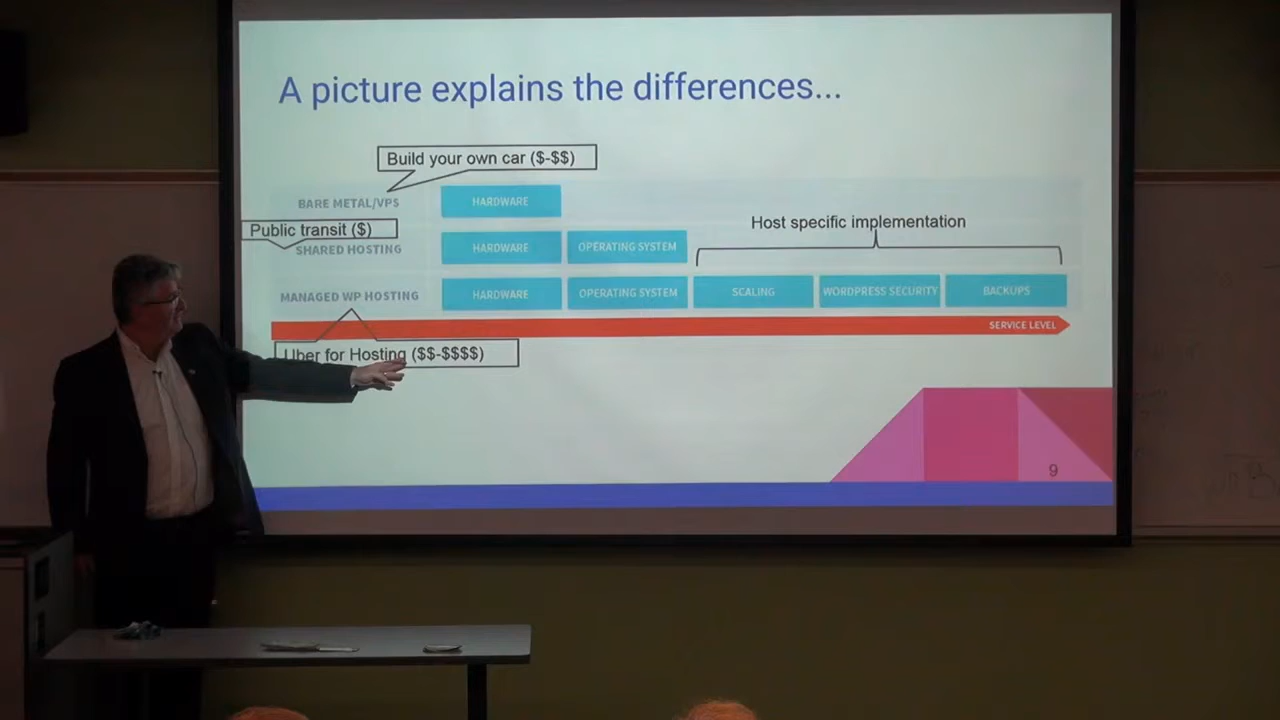 A picture explains the differences...
Build your own car ($-$$)
BARE METAL/VPS HARDWARE
Public transit ($)
Host specific implementation
SHARED HOSTING HARDWARE OPERATING SYSTEM
MANAGED WP HOSTING HARDWARE OPERATING SYSTEM SCALING WORDPRESS SECURITY BACKUPS
SERVICE LEVEL
Uber for Hosting ($$-$$$$)
9